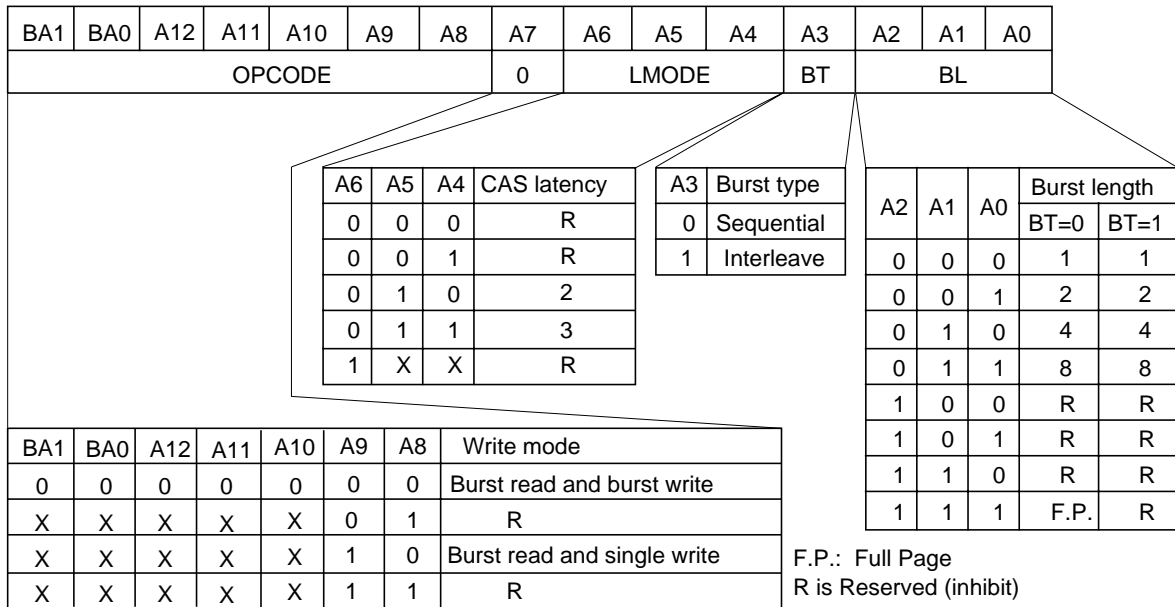 BA1 BA0 A12 A11 A10 A9 A8 A7 A6 A5 A4 A3 A2 A1 A0
OPCODE 0 LMODE BT BL
A6 A5 A4 CAS latency
0 0 0 R
0 0 1 R
0 1 0 2
0 1 1 3
1 X X R
A3 Burst type
0 Sequential
1 Interleave
A2 A1 A0 Burst length
BT=0 BT=1
0 0 0 1 1
0 0 1 2 2
0 1 0 4 4
0 1 1 8 8
1 0 0 R R
1 0 1 R R
1 1 0 R R
1 1 1 F.P. R
BA1 BA0 A12 A11 A10 A9 A8 Write mode
0 0 0 0 0 0 0 Burst read and burst write
X X X X X 0 1 R
X X X X X 1 0 Burst read and single write
X X X X X 1 1 R
F.P.: Full Page
R is Reserved (inhibit)